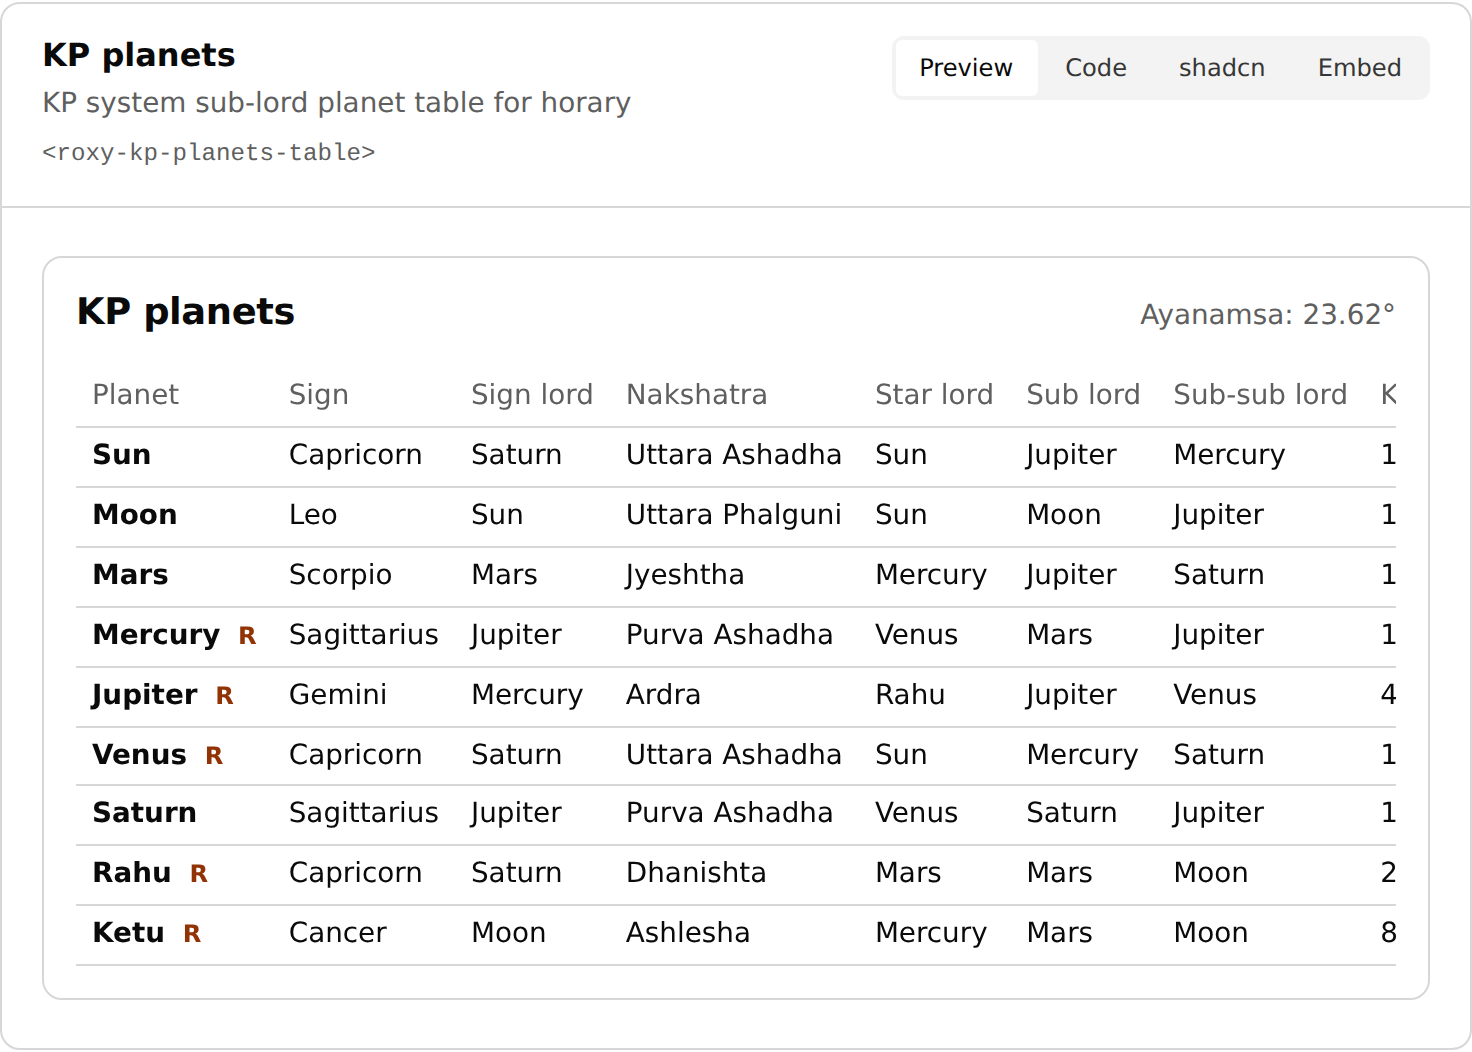 KP planets
Preview Code shadcn Embed
KP system sub-lord planet table for horary
<roxy-kp-planets-table>
KP planets
Ayanamsa: 23.62°
Planet Sign Sign lord Nakshatra Star lord Sub lord Sub-sub lord K
Sun Capricorn Saturn Uttara Ashadha Sun Jupiter Mercury 1
Moon Leo Sun Uttara Phalguni Sun Moon Jupiter 1
Mars Scorpio Mars Jyeshtha Mercury Jupiter Saturn 1
Mercury R Sagittarius Jupiter Purva Ashadha Venus Mars Jupiter 1
Jupiter R Gemini Mercury Ardra Rahu Jupiter Venus 4
Venus R Capricorn Saturn Uttara Ashadha Sun Mercury Saturn 1
Saturn Sagittarius Jupiter Purva Ashadha Venus Saturn Jupiter 1
Rahu R Capricorn Saturn Dhanishta Mars Mars Moon 2
Ketu R Cancer Moon Ashlesha Mercury Mars Moon 8